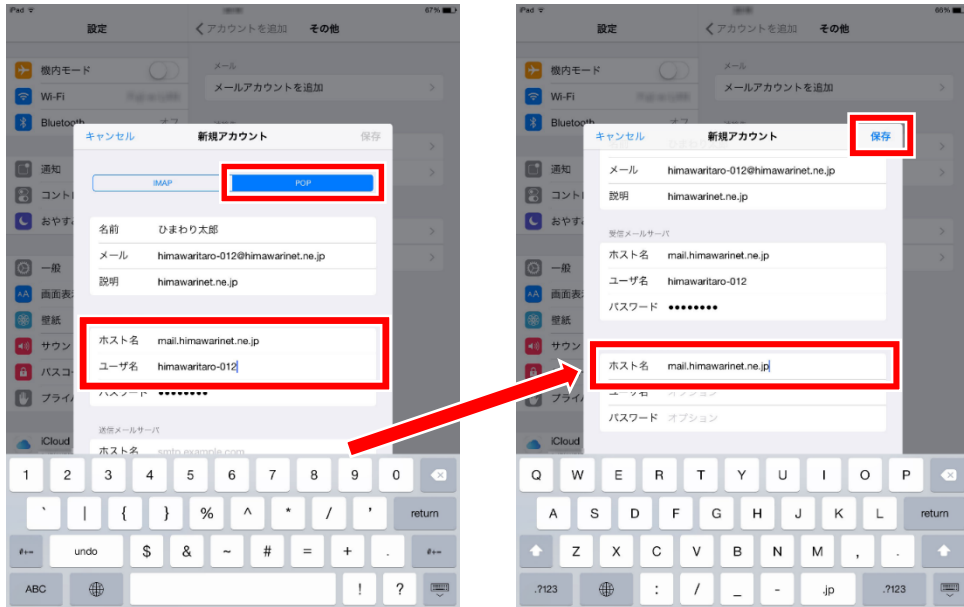 iPad
67%
設定
アカウントを追加
その他
機内モード
Wi-Fi
Bluetooth
オフ
通知
コント
おやす
一般
画面表
壁紙
サウン
パスコ
プライ
iCloud
メール
メールアカウントを追加
キャンセル
新規アカウント
保存
IMAP
POP
名前 ひまわり太郎
メール himawaritaro-012@himawarinet.ne.jp
説明 himawarinet.ne.jp
ホスト名 mail.himawarinet.ne.jp
ユーザ名 himawaritaro-012
パスワード ●●●●●●●●
送信メールサーバ
ホスト名 smtp.example.com
1 2 3 4 5 6 7 8 9 0
` | { } % ^ * / ' return
#+= undo $ & ~ # = + . #+=
ABC ! ?
iPad
66%
設定
アカウントを追加
その他
機内モード
Wi-Fi
Bluetooth
オフ
通知
コント
おやす
一般
画面表
壁紙
サウン
プライ
iCloud
メール
メールアカウントを追加
キャンセル
新規アカウント
保存
メール himawaritaro-012@himawarinet.ne.jp
説明 himawarinet.ne.jp
受信メールサーバ
ホスト名 mail.himawarinet.ne.jp
ユーザ名 himawaritaro-012
パスワード ●●●●●●●●
ホスト名 mail.himawarinet.ne.jp
ユーザ名 オプション
パスワード オプション
Q W E R T Y U I O P
A S D F G H J K L return
Z X C V B N M , .
.?123 : / _ - .jp .?123